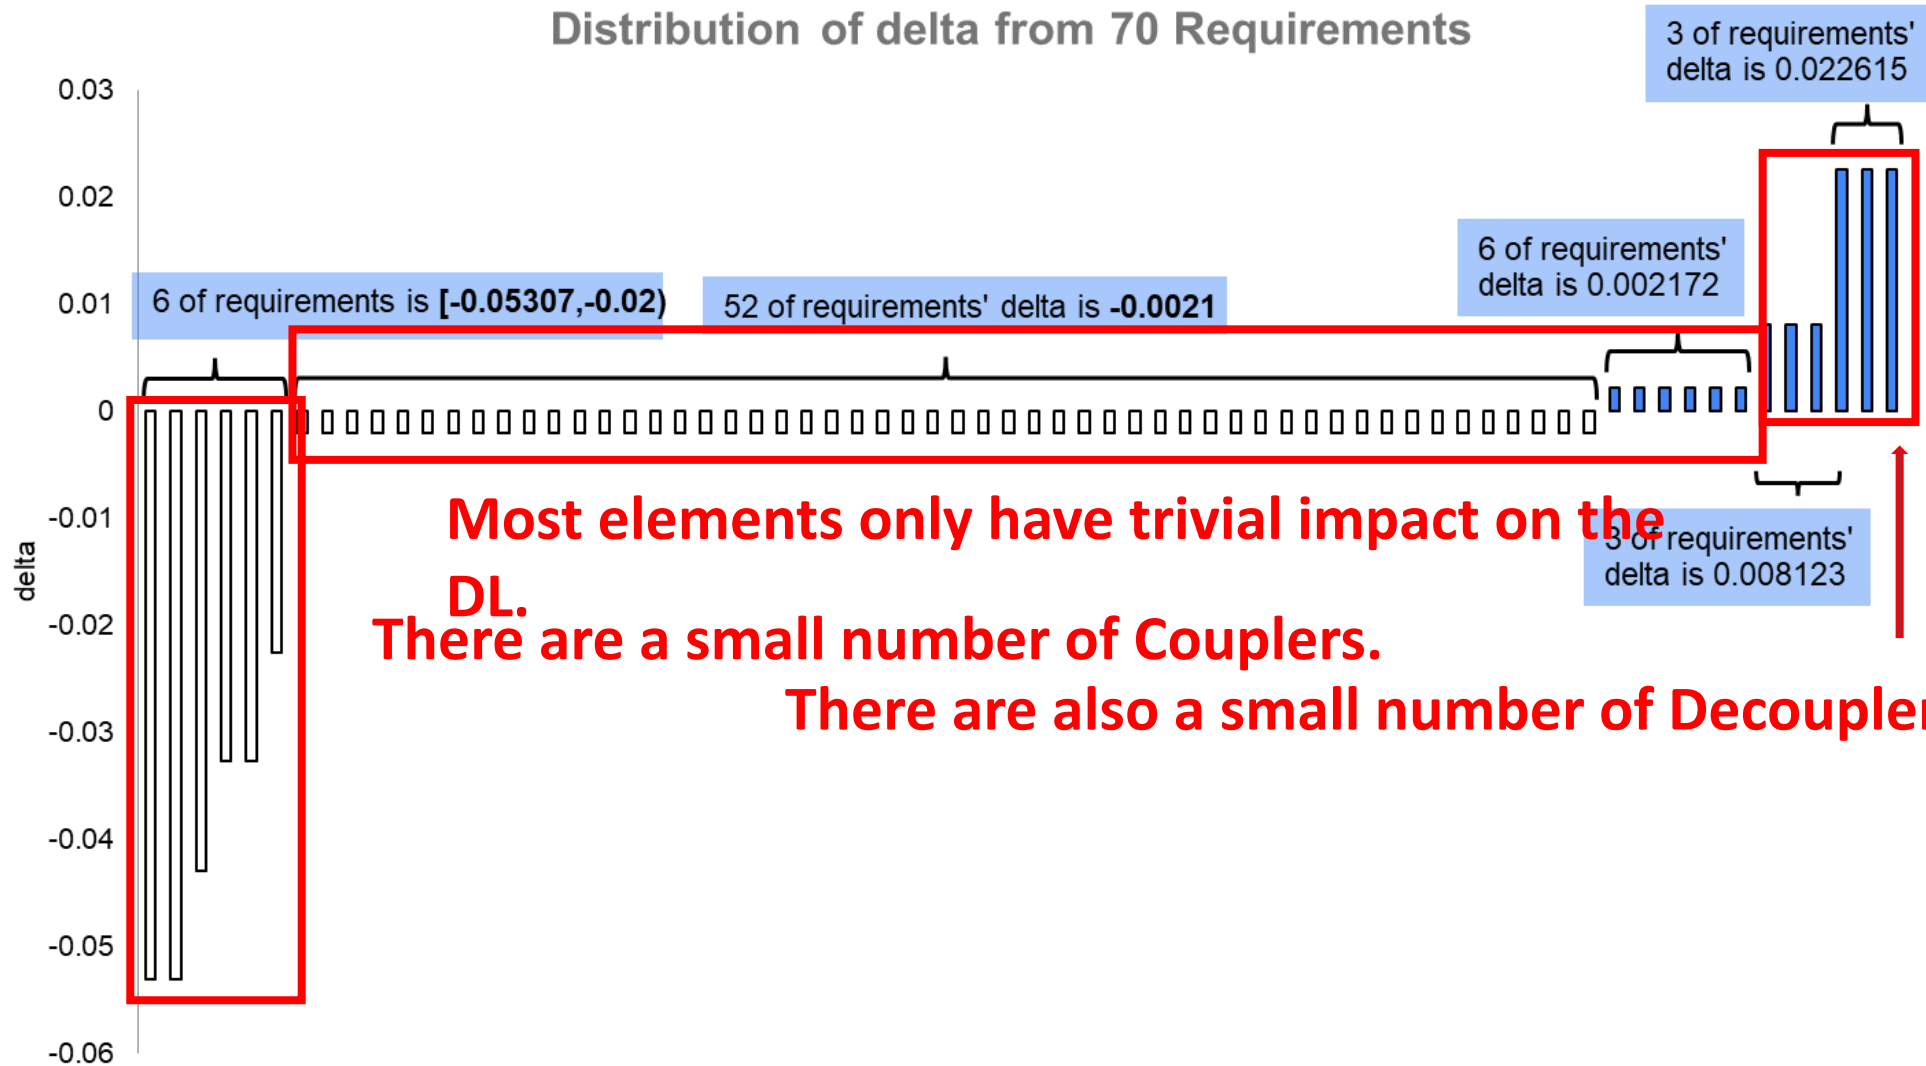 Distribution of delta from 70 Requirements
3 of requirements'
delta is 0.022615
0.03
0.02
0.01
0
-0.01
-0.02
-0.03
-0.04
-0.05
-0.06
delta
6 of requirements is [-0.05307,-0.02)
52 of requirements' delta is -0.0021
6 of requirements'
delta is 0.002172
Most elements only have trivial impact on the
DL.
3 of requirements'
delta is 0.008123
There are a small number of Couplers.
There are also a small number of